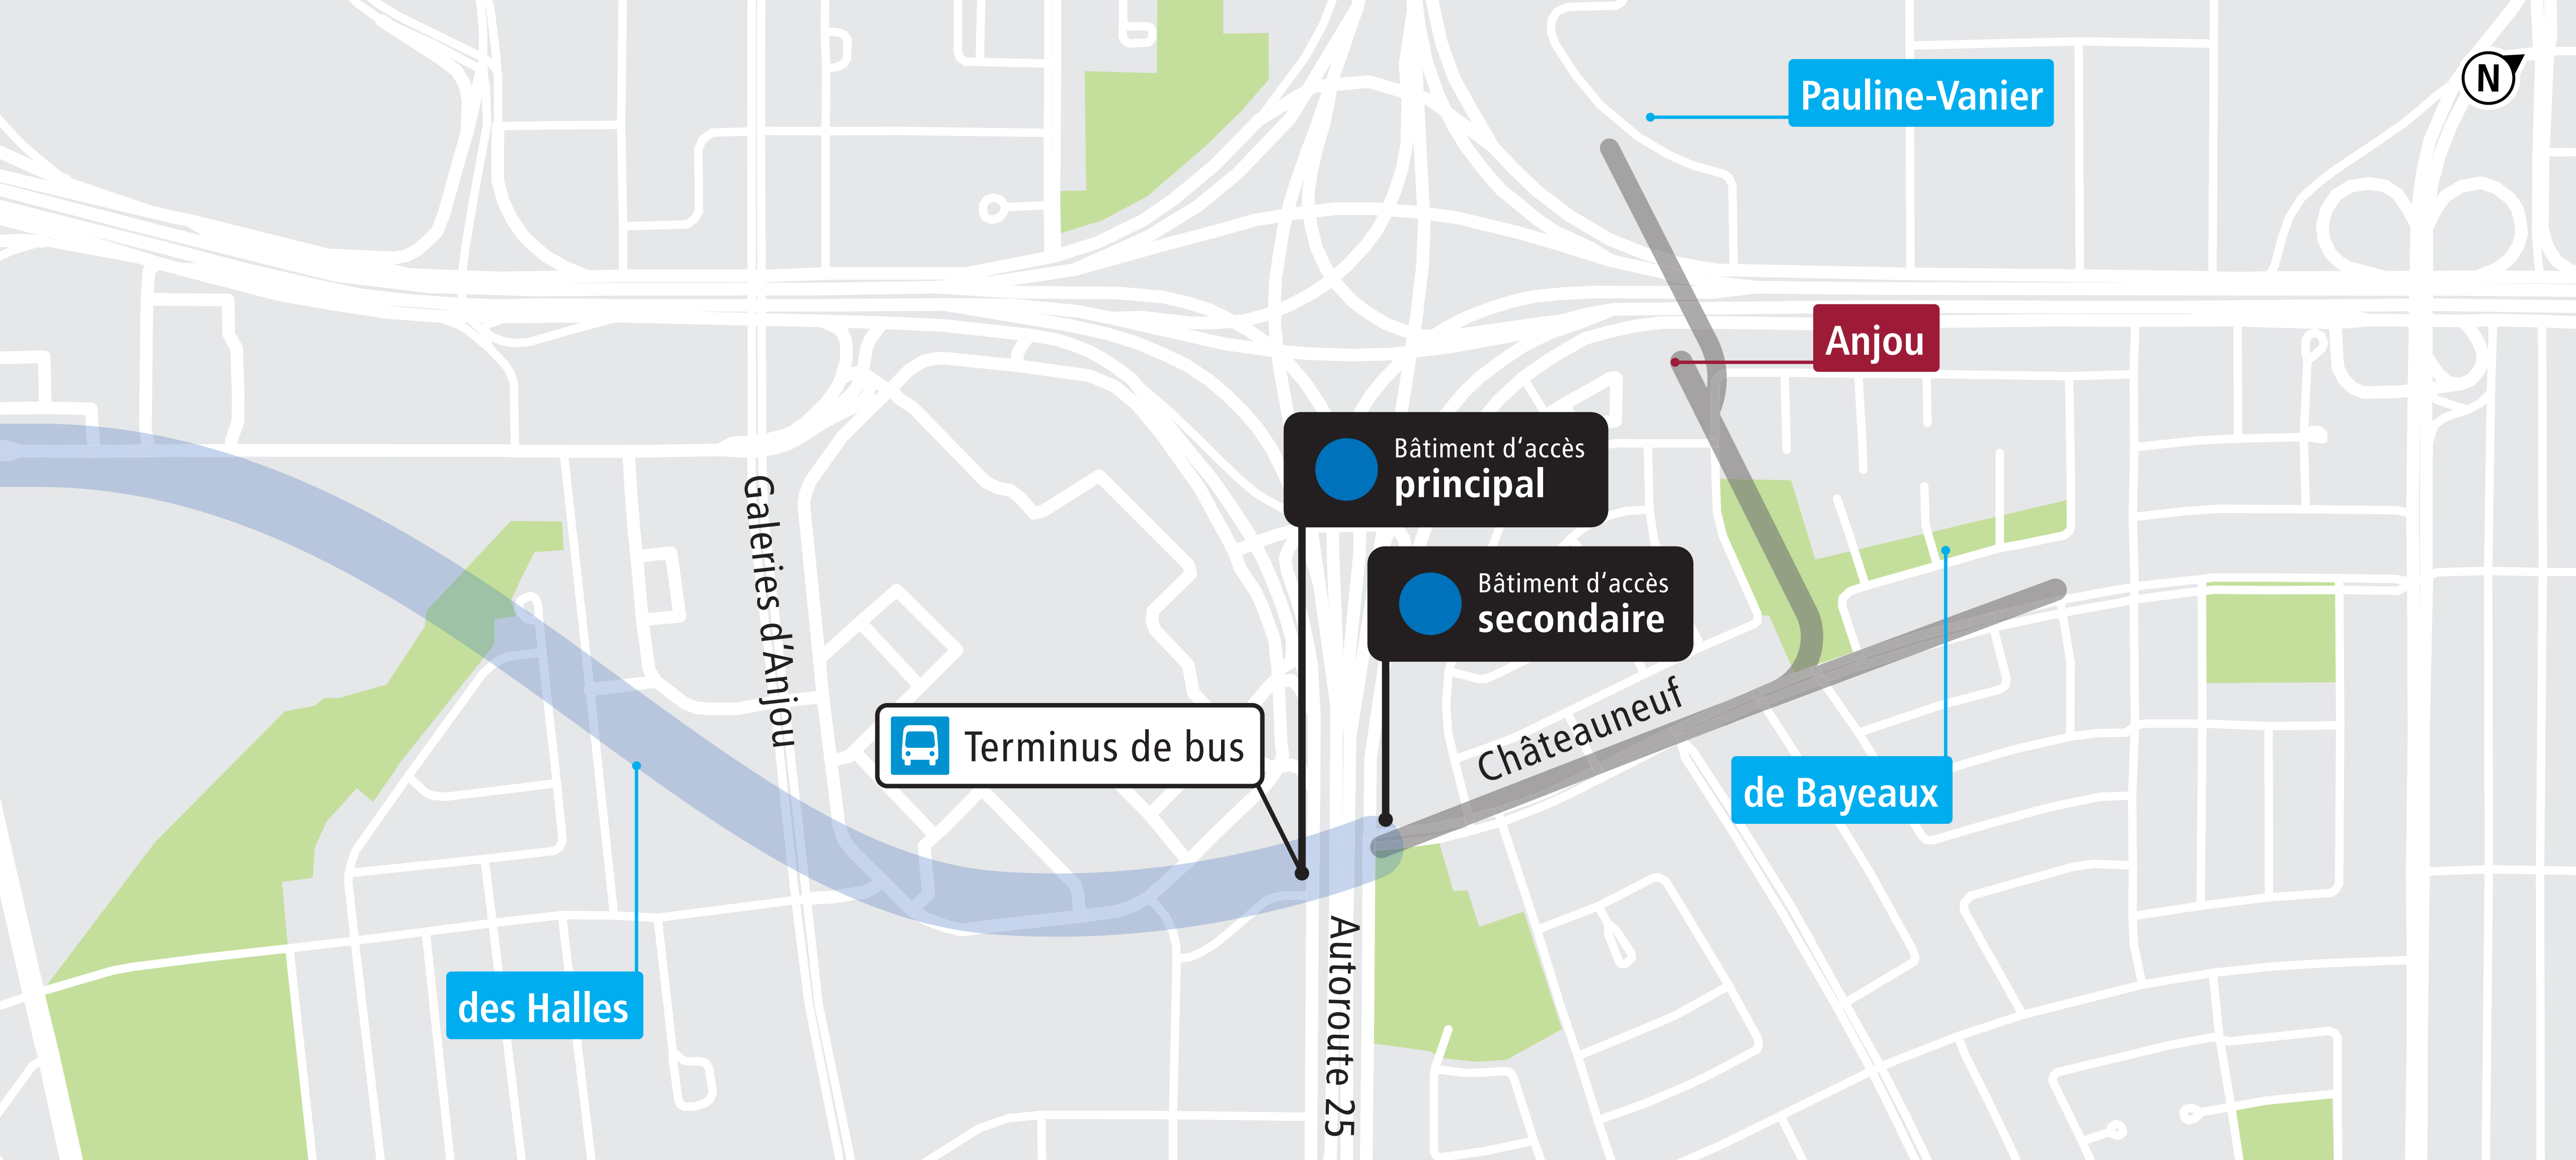 Pauline-Vanier
N
Anjou
Bâtiment d‘accès
principal
Bâtiment d‘accès
secondaire
Galeries d‘Anjou
Terminus de bus
Châteauneuf
de Bayeaux
des Halles
Autoroute 25